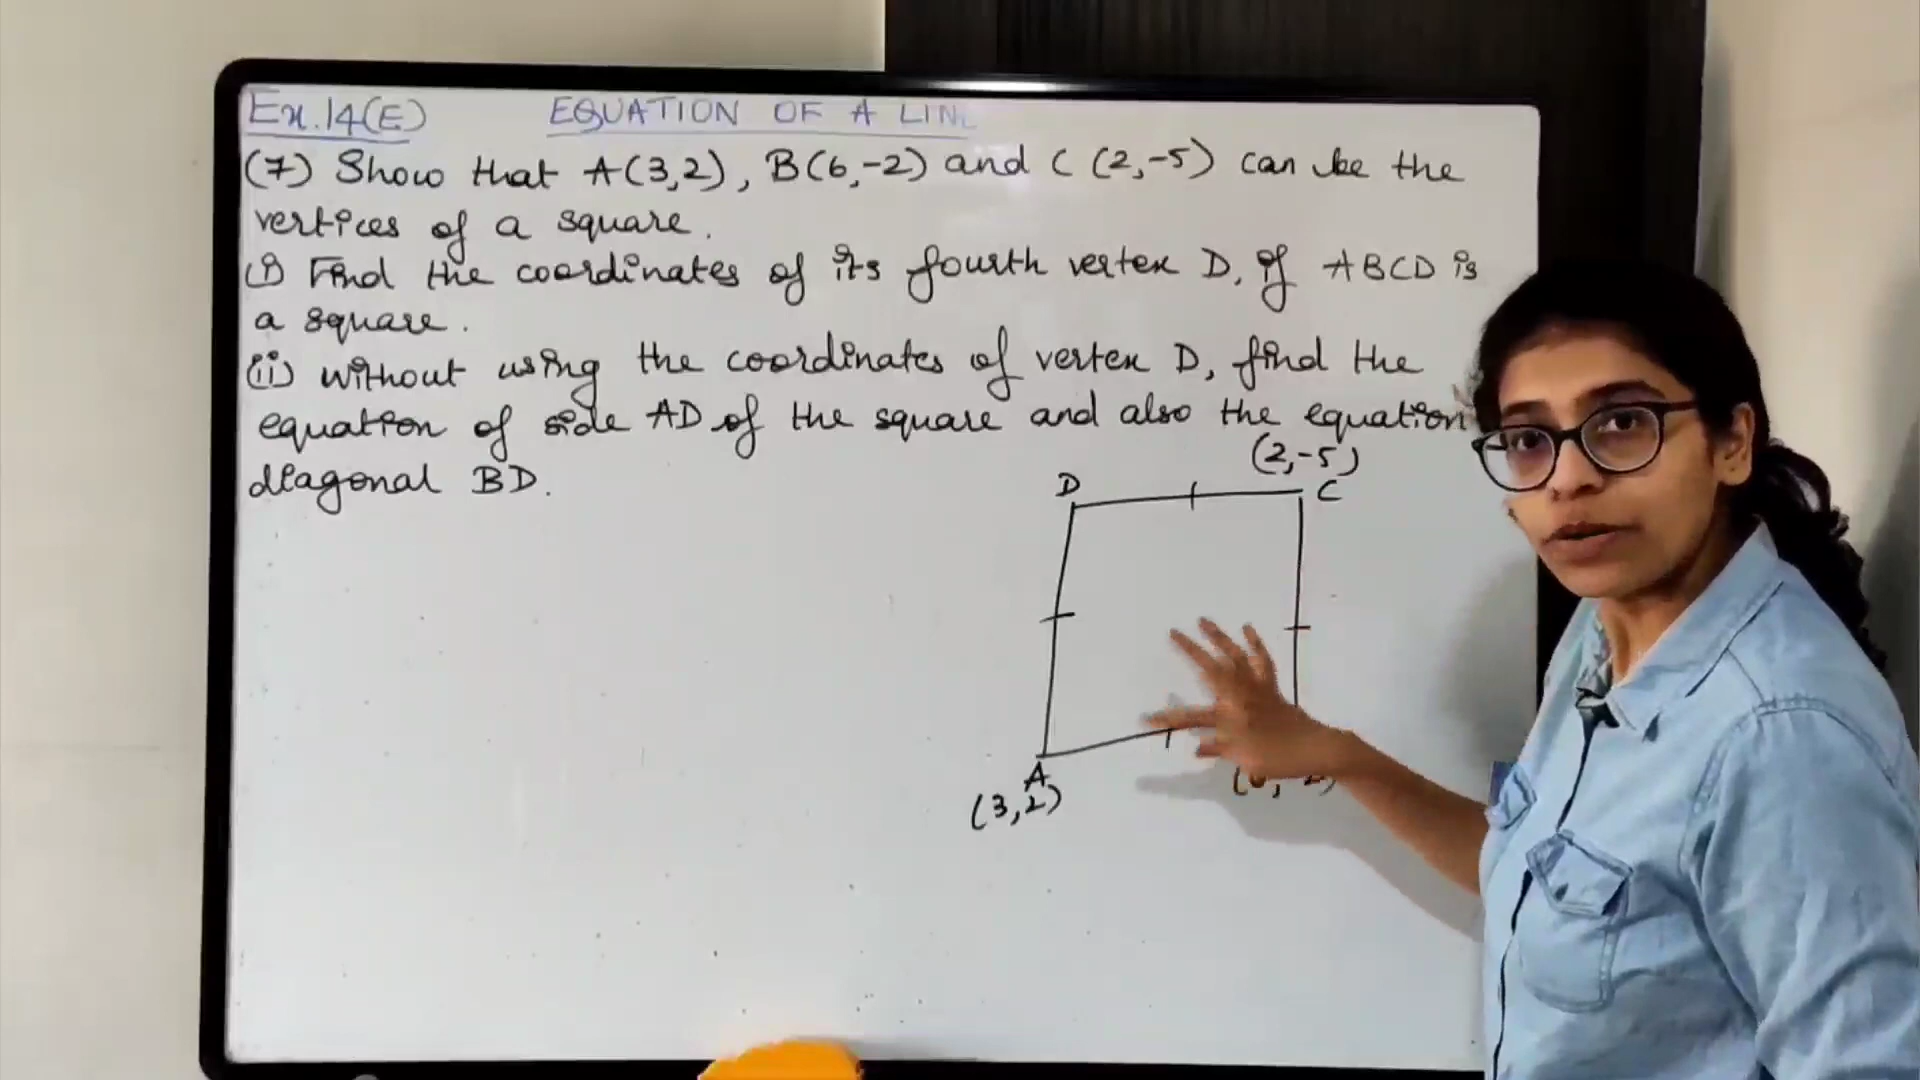 Ex.14(E) EQUATION OF A LINE
(7) Show that A(3,2), B(6,-2) and C (2,-5) can be the
vertices of a square.
(i) Find the coordinates of its fourth vertex D, if ABCD is
a square.
(ii) without using the coordinates of vertex D, find the
equation of side AD of the square and also the equation
diagonal BD.
(2,-5)
D C
A
(3,2)